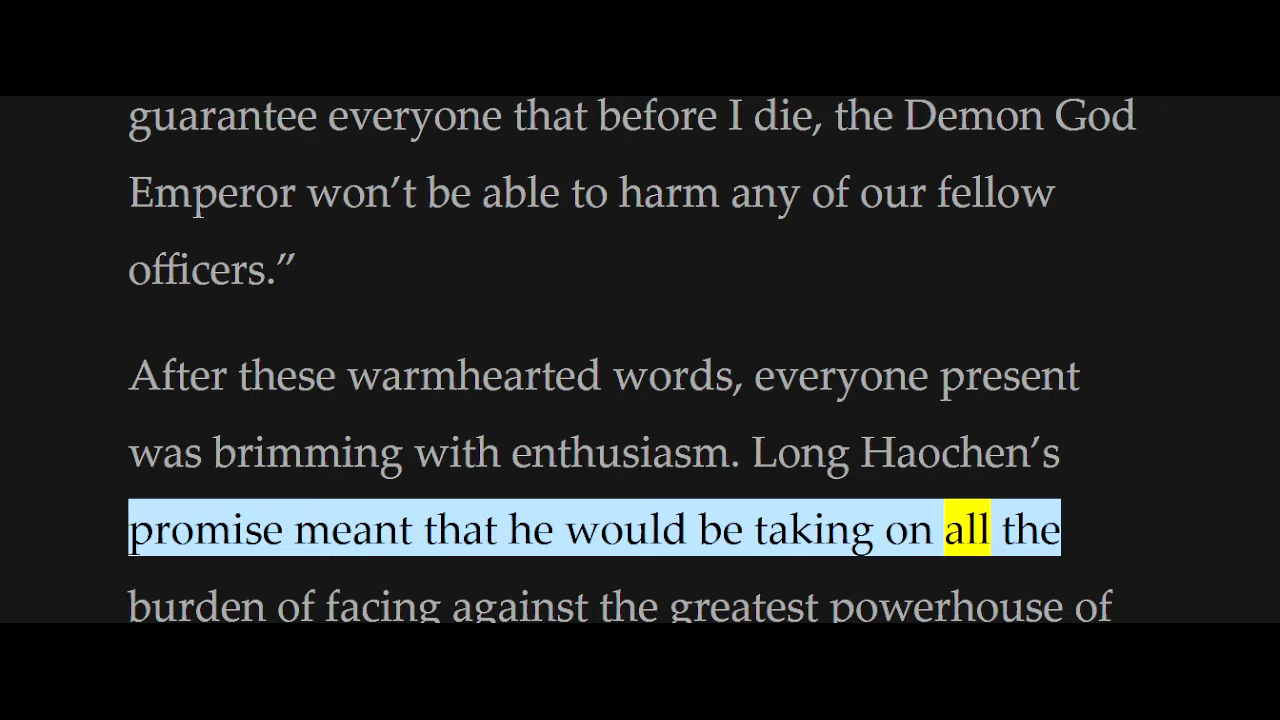 guarantee everyone that before I die, the Demon God
Emperor won’t be able to harm any of our fellow
officers.”
After these warmhearted words, everyone present
was brimming with enthusiasm. Long Haochen’s
promise meant that he would be taking on all the
burden of facing against the greatest powerhouse of